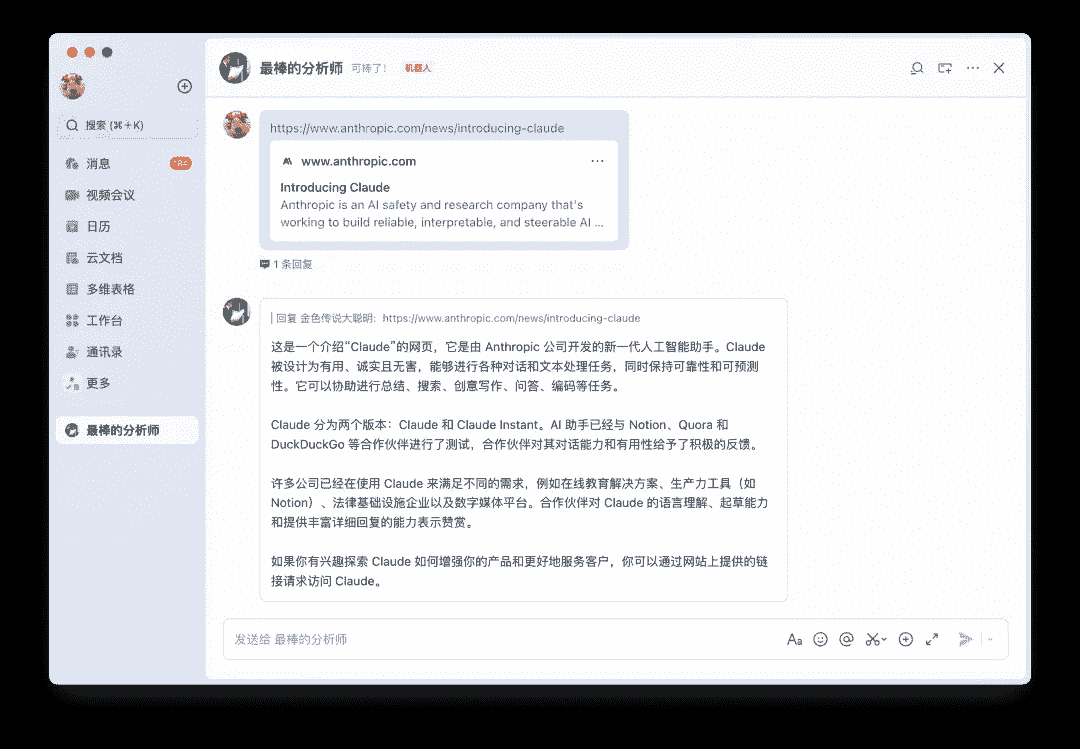 搜索 (⌘+K)
消息
视频会议
日历
云文档
多维表格
工作台
通讯录
更多
最棒的分析师
最棒的分析师 可棒了! 机器人
https://www.anthropic.com/news/introducing-claude
www.anthropic.com
Introducing Claude
Anthropic is an AI safety and research company that's
working to build reliable, interpretable, and steerable AI ...
1 条回复
回复 金色传说大聪明: https://www.anthropic.com/news/introducing-claude
这是一个介绍“Claude”的网页，它是由 Anthropic 公司开发的新一代人工智能助手。Claude
被设计为有用、诚实且无害，能够进行各种对话和文本处理任务，同时保持可靠性和可预测
性。它可以协助进行总结、搜索、创意写作、问答、编码等任务。
Claude 分为两个版本：Claude 和 Claude Instant。AI 助手已经与 Notion、Quora 和
DuckDuckGo 等合作伙伴进行了测试，合作伙伴对其对话能力和有用性给予了积极的反馈。
许多公司已经在使用 Claude 来满足不同的需求，例如在线教育解决方案、生产力工具（如
Notion）、法律基础设施企业以及数字媒体平台。合作伙伴对 Claude 的语言理解、起草能力
和提供丰富详细回复的能力表示赞赏。
如果你有兴趣探索 Claude 如何增强你的产品和更好地服务客户，你可以通过网站上提供的链
接请求访问 Claude。
发送给 最棒的分析师
Aa